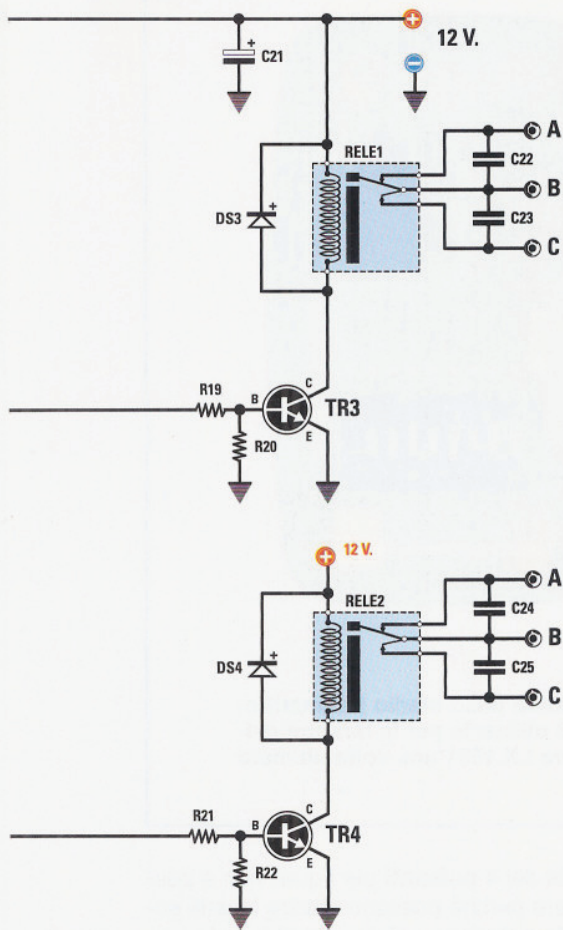 +
12 V.
−
+
C21
A
RELE1
C22
B
DS3
+
C23
C
R19
B
C
TR3
E
R20
+ 12 V.
A
RELE2
C24
B
DS4
+
C25
C
R21
B
C
TR4
E
R22